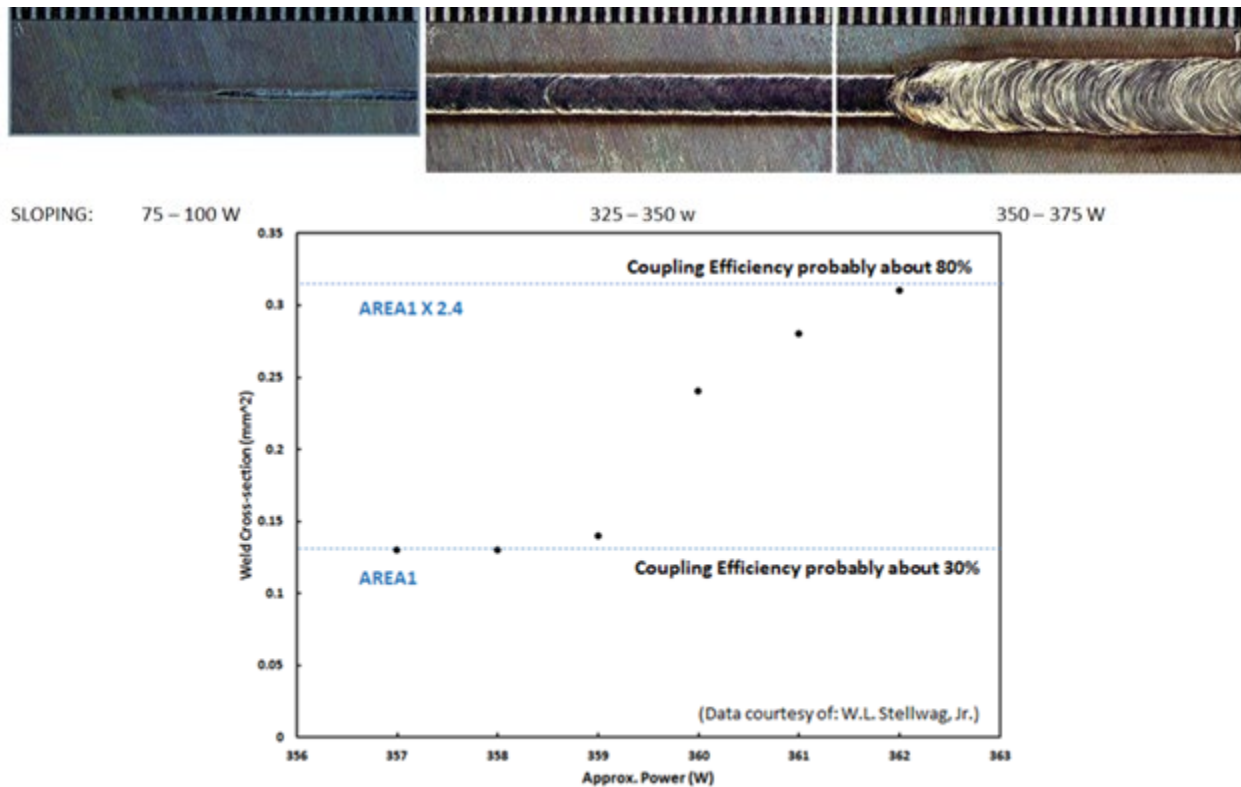 SLOPING: 75 – 100 W 325 – 350 w 350 – 375 W
0.35
Coupling Efficiency probably about 80%
0.3
AREA1 X 2.4
0.25
Weld Cross-section (mm^2)
0.2
0.15
Coupling Efficiency probably about 30%
AREA1
0.1
0.05
(Data courtesy of: W.L. Stellwag, Jr.)
0
356 357 358 359 360 361 362 363
Approx. Power (W)